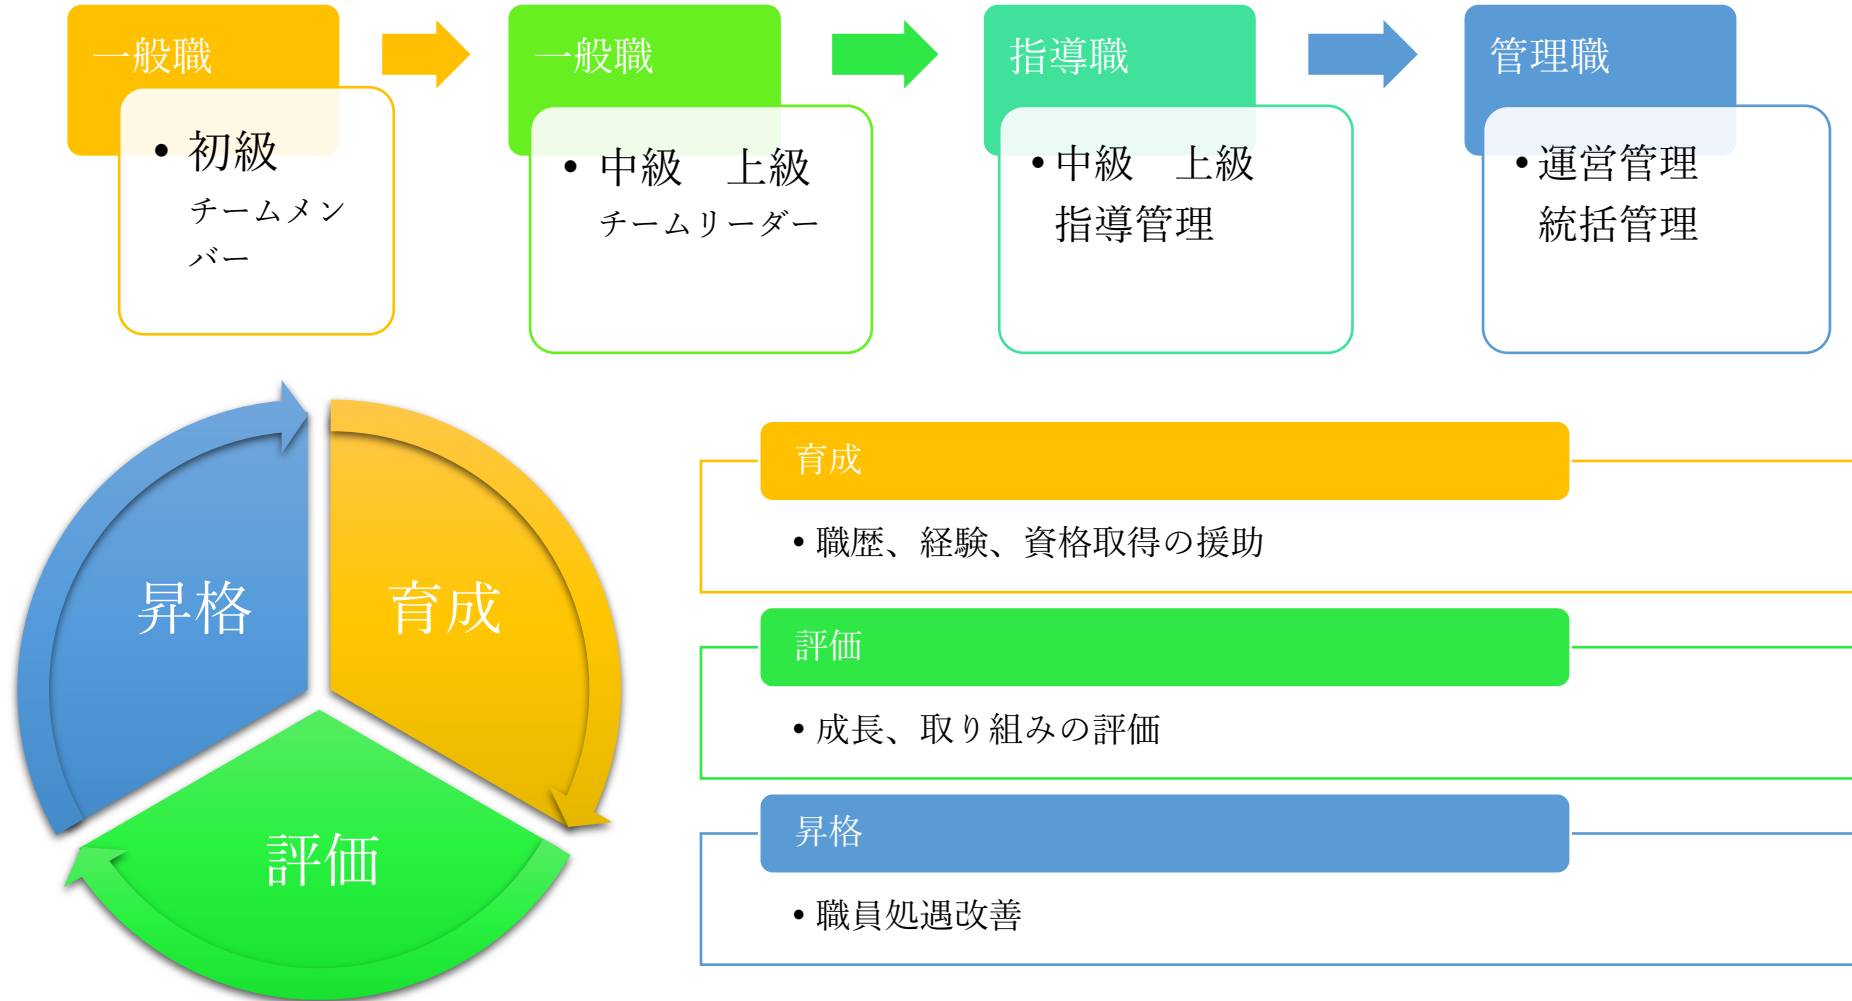 一般職
• 初級
チームメン
バー
一般職
• 中級　上級
チームリーダー
指導職
• 中級　上級
指導管理
管理職
• 運営管理
統括管理
昇格
育成
評価
育成
• 職歴、経験、資格取得の援助
評価
• 成長、取り組みの評価
昇格
• 職員処遇改善